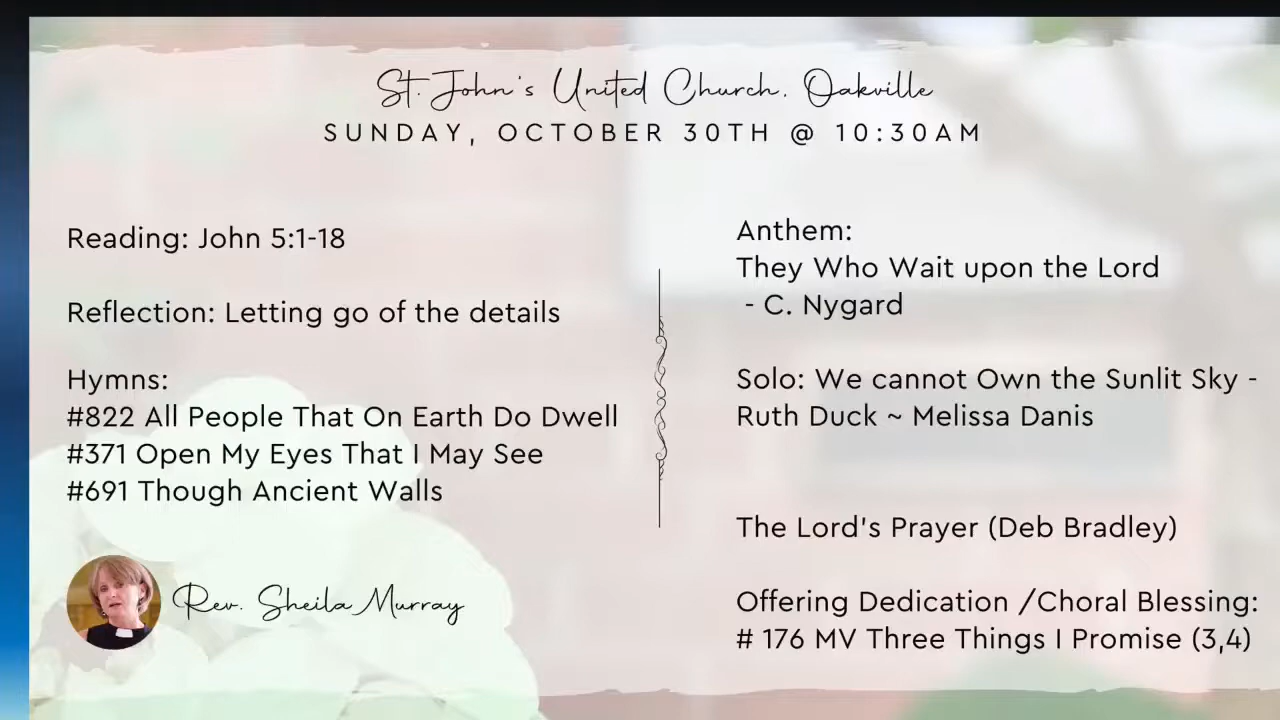 St. John's United Church, Oakville
SUNDAY, OCTOBER 30TH @ 10:30AM
Reading: John 5:1-18
Reflection: Letting go of the details
Hymns:
#822 All People That On Earth Do Dwell
#371 Open My Eyes That I May See
#691 Though Ancient Walls
Rev. Sheila Murray
Anthem:
They Who Wait upon the Lord
- C. Nygard
Solo: We cannot Own the Sunlit Sky -
Ruth Duck ~ Melissa Danis
The Lord's Prayer (Deb Bradley)
Offering Dedication /Choral Blessing:
# 176 MV Three Things I Promise (3,4)